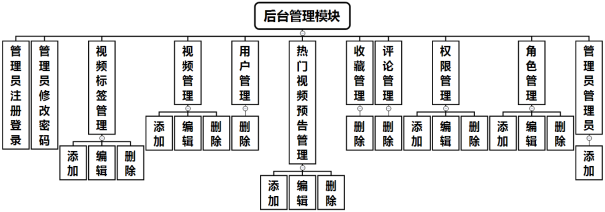 后台管理模块
管理员注册登录
管理员修改密码
视频标签管理
添加
编辑
删除
视频管理
添加
编辑
删除
用户管理
删除
热门视频预告管理
添加
编辑
删除
收藏管理
删除
评论管理
删除
权限管理
添加
编辑
删除
角色管理
添加
编辑
删除
管理员管理员
添加